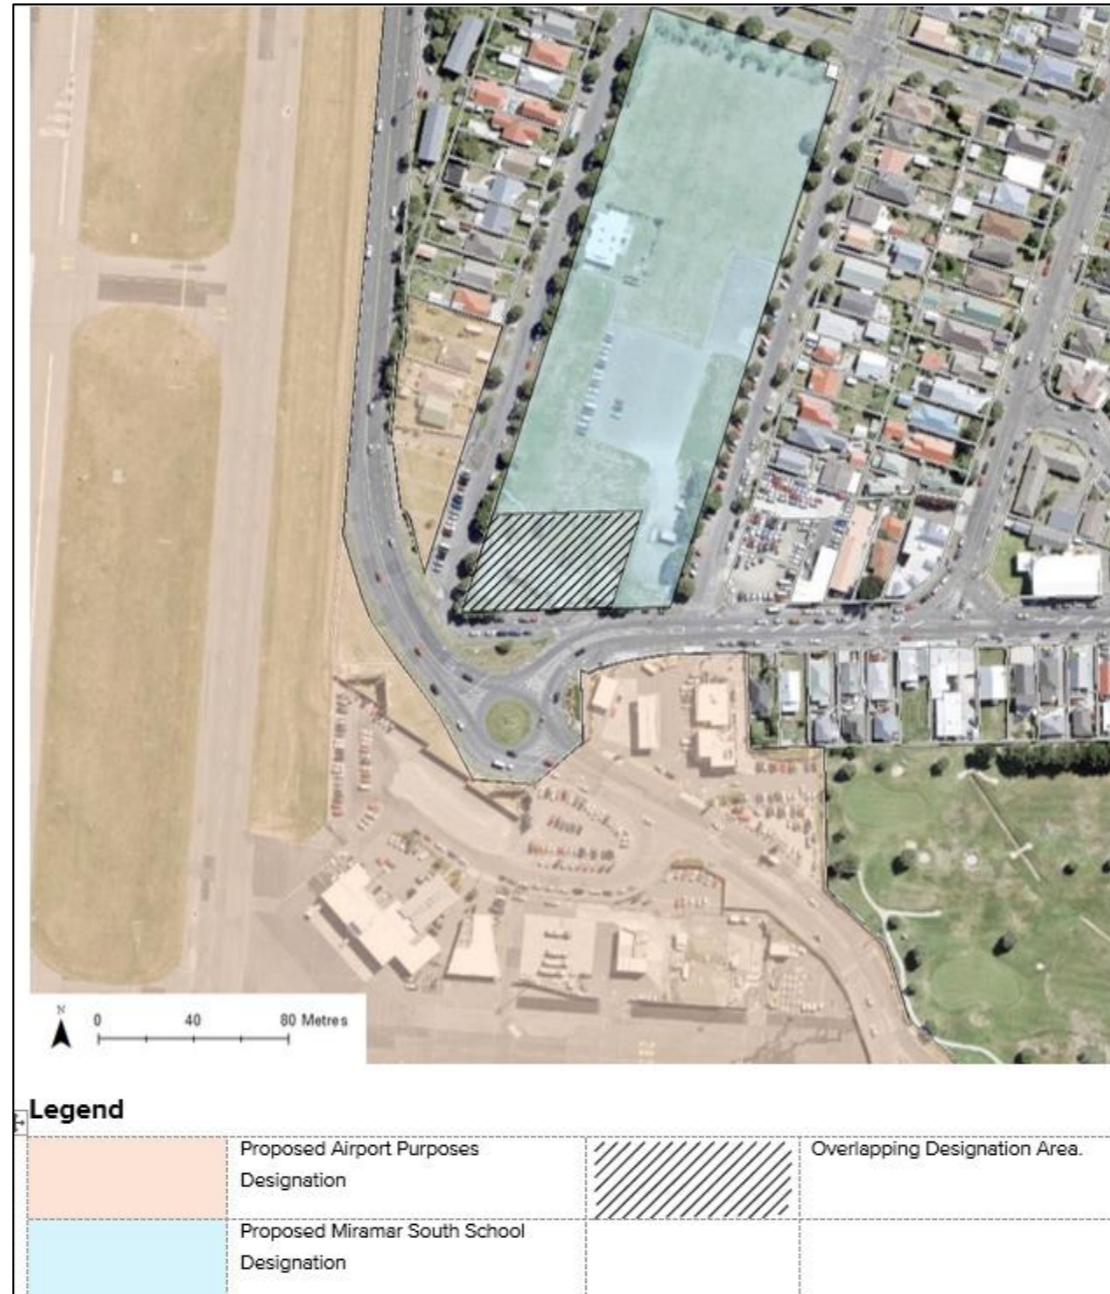 N
0 40 80 Metres
Legend
Proposed Airport Purposes
Designation
Overlapping Designation Area.
Proposed Miramar South School
Designation